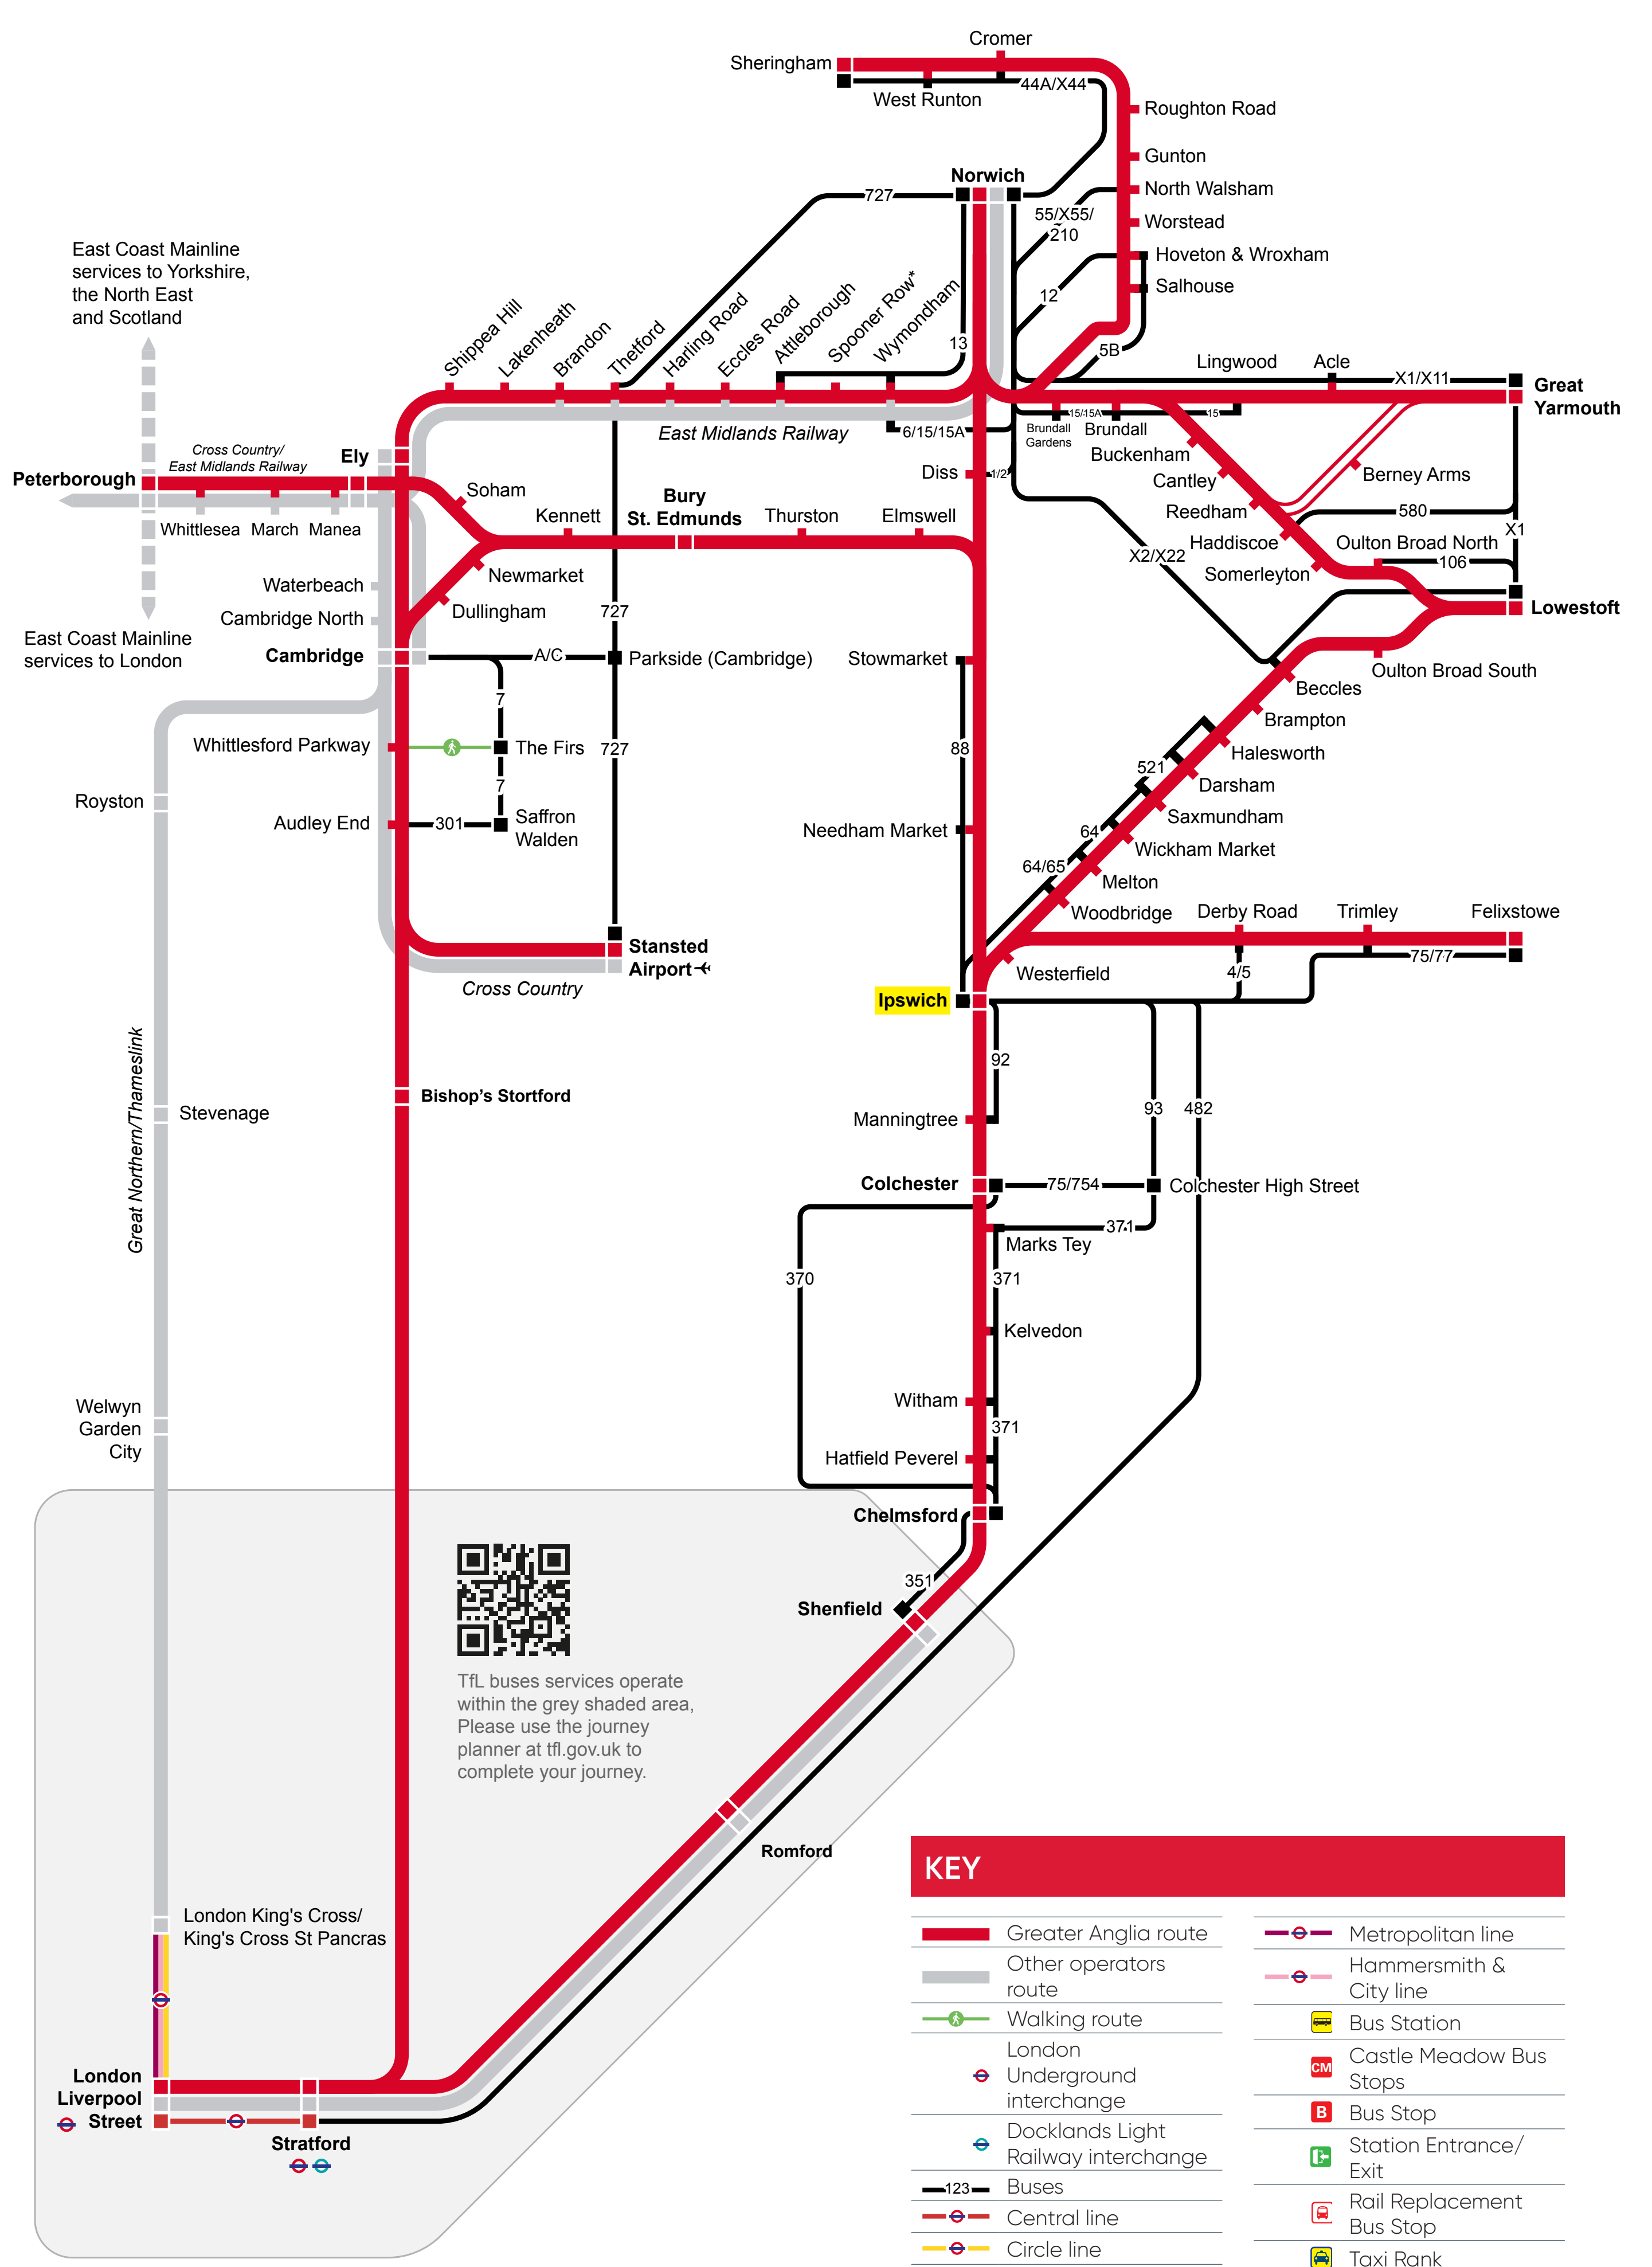 Cromer
Sheringham
44A/X44
West Runton
Roughton Road
Gunton
Norwich
North Walsham
727
55/X55/
210
Worstead
East Coast Mainline
services to Yorkshire,
the North East
and Scotland
Hoveton & Wroxham
Salhouse
12
Shippea Hill
Lakenheath
Brandon
Thetford
Harling Road
Eccles Road
Attleborough
Spooner Row*
Wymondham
13
5B
Lingwood
Acle
X1/X11
Great
Yarmouth
15/15A
15
East Midlands Railway
6/15/15A
Brundall
Gardens
Brundall
Buckenham
Cross Country/
East Midlands Railway
Ely
Peterborough
Diss
1/2
Cantley
Berney Arms
Soham
Bury
St. Edmunds
Reedham
580
Whittlesea
March
Manea
Kennett
Thurston
Elmswell
X1
Haddiscoe
Oulton Broad North
X2/X22
106
Newmarket
Somerleyton
Waterbeach
Dullingham
727
Lowestoft
Cambridge North
East Coast Mainline
services to London
Cambridge
A/C
Parkside (Cambridge)
Stowmarket
Oulton Broad South
Beccles
7
Brampton
Whittlesford Parkway
The Firs
727
88
Halesworth
521
7
Darsham
Royston
Saxmundham
Audley End
301
Saffron
Walden
Needham Market
64
Wickham Market
64/65
Melton
Woodbridge
Derby Road
Trimley
Felixstowe
Stansted
Airport
75/77
4/5
Westerfield
Cross Country
Ipswich
Great Northern/Thameslink
92
Bishop's Stortford
Stevenage
Manningtree
93
482
Colchester
75/754
Colchester High Street
371
Marks Tey
370
371
Kelvedon
Witham
Welwyn
Garden
City
371
Hatfield Peverel
Chelmsford
351
Shenfield
TfL buses services operate
within the grey shaded area,
Please use the journey
planner at tfl.gov.uk to
complete your journey.
Romford
London King's Cross/
King's Cross St Pancras
London
Liverpool
Street
Stratford
KEY
Greater Anglia route
Other operators
route
Walking route
London
Underground
interchange
Docklands Light
Railway interchange
123
Buses
Central line
Circle line
Metropolitan line
Hammersmith &
City line
Bus Station
CM
Castle Meadow Bus
Stops
B
Bus Stop
Station Entrance/
Exit
Rail Replacement
Bus Stop
Taxi Rank